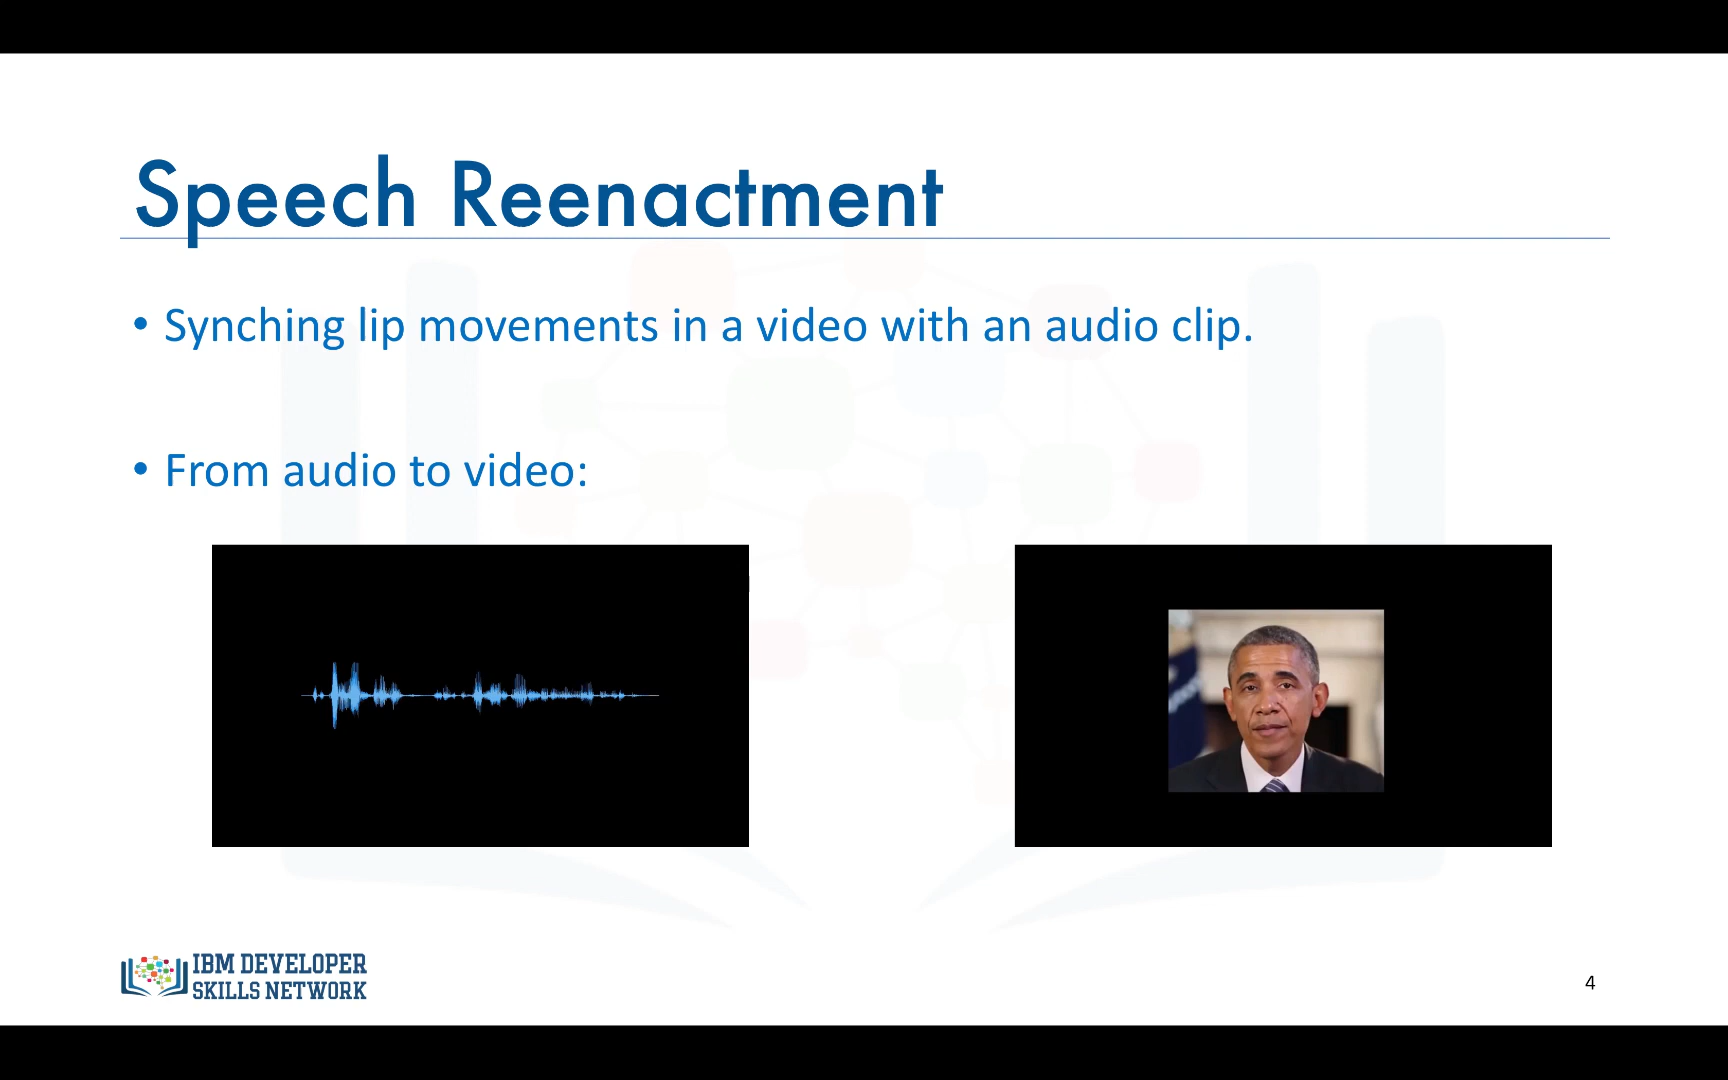 Speech Reenactment
• Synching lip movements in a video with an audio clip.
• From audio to video:
IBM DEVELOPER
SKILLS NETWORK
4